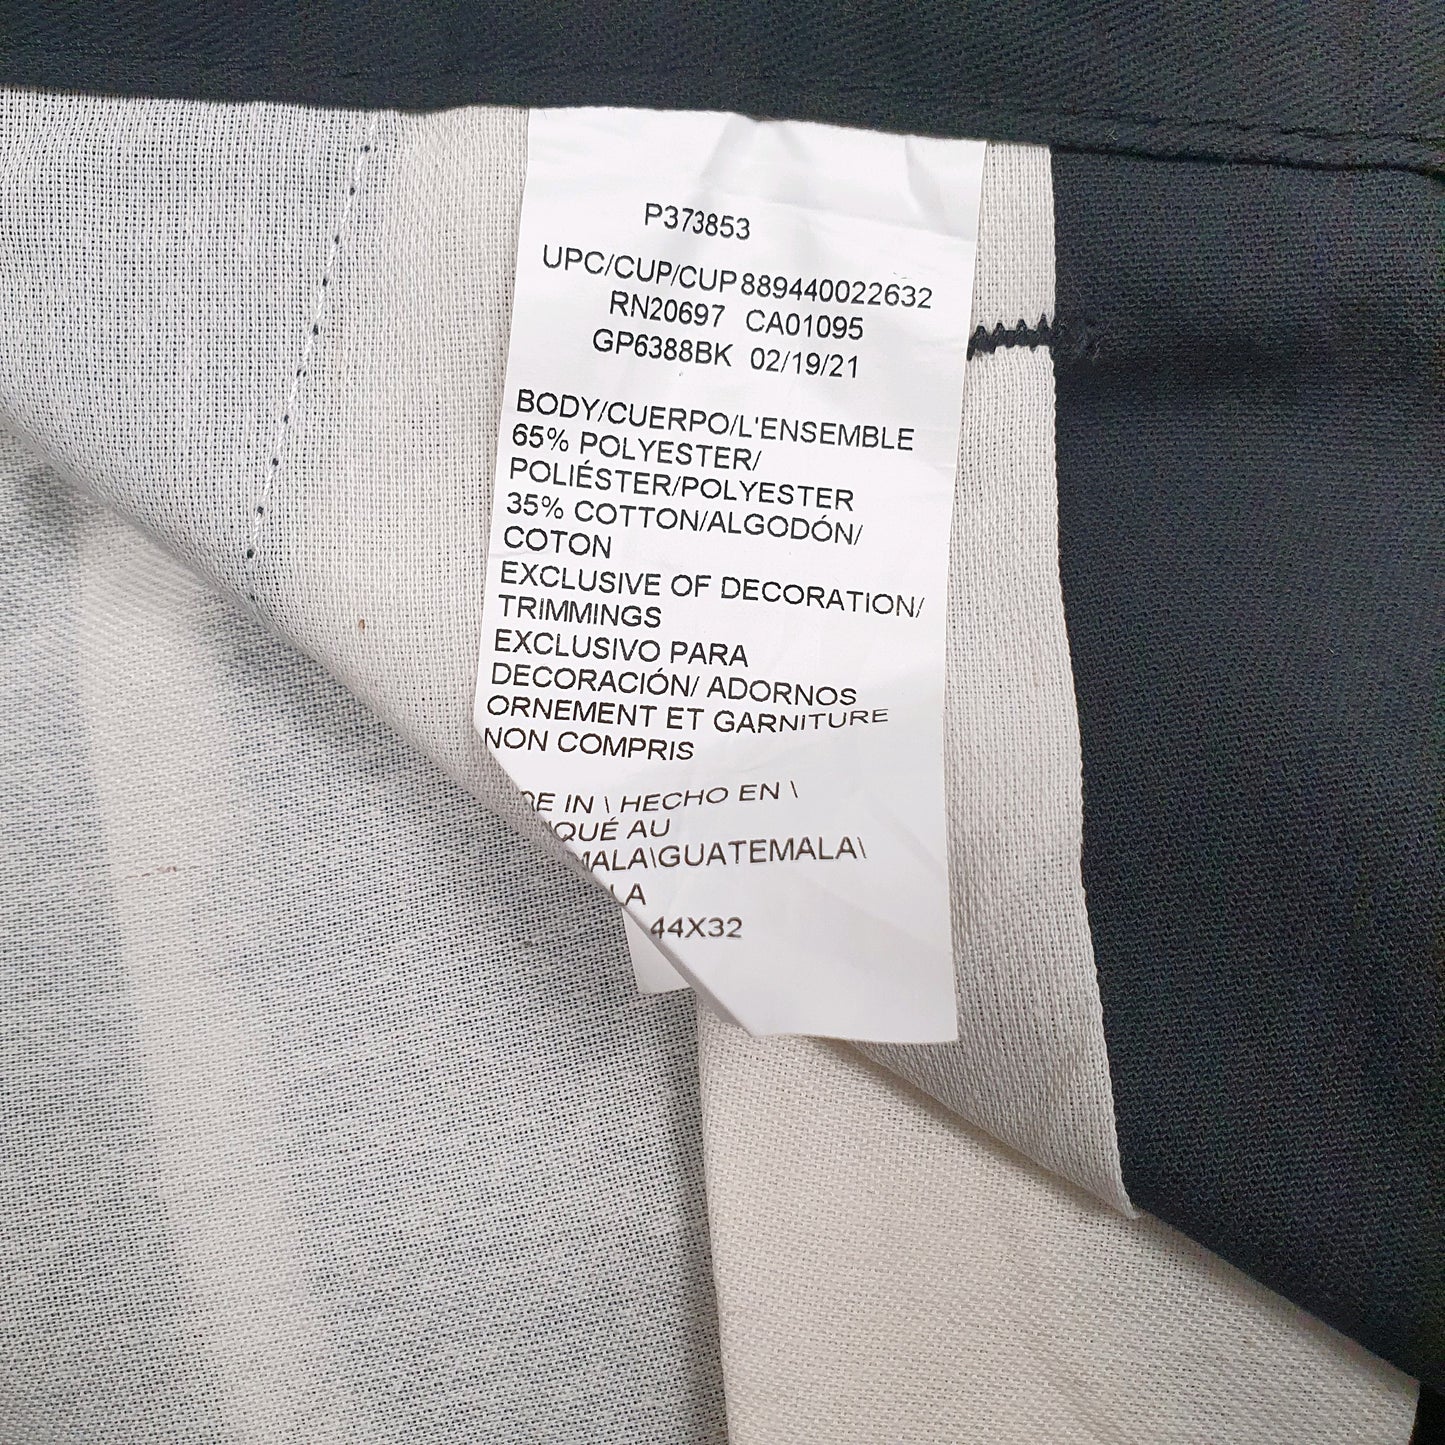 P373853
UPC/CUP/CUP 889440022632
RN20697 CA01095
GP6388BK 02/19/21
BODY/CUERPO/L'ENSEMBLE
65% POLYESTER/
POLIÉSTER/POLYESTER
35% COTTON/ALGODÓN/
COTON
EXCLUSIVE OF DECORATION/
TRIMMINGS
EXCLUSIVO PARA
DECORACIÓN/ ADORNOS
ORNEMENT ET GARNITURE
NON COMPRIS
IN \ HECHO EN \
AU
\GUATEMALA\
44X32